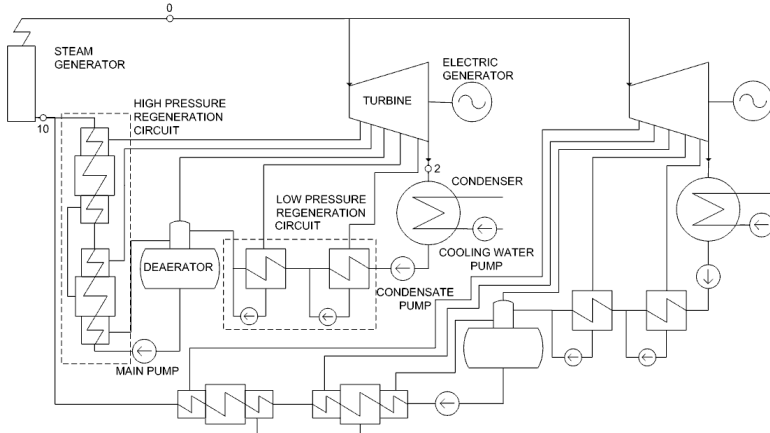 0
STEAM
GENERATOR
ELECTRIC
GENERATOR
TURBINE
HIGH PRESSURE
REGENERATION
CIRCUIT
10
2
CONDENSER
LOW PRESSURE
REGENERATION
CIRCUIT
COOLING WATER
PUMP
DEAERATOR
CONDENSATE
PUMP
MAIN PUMP